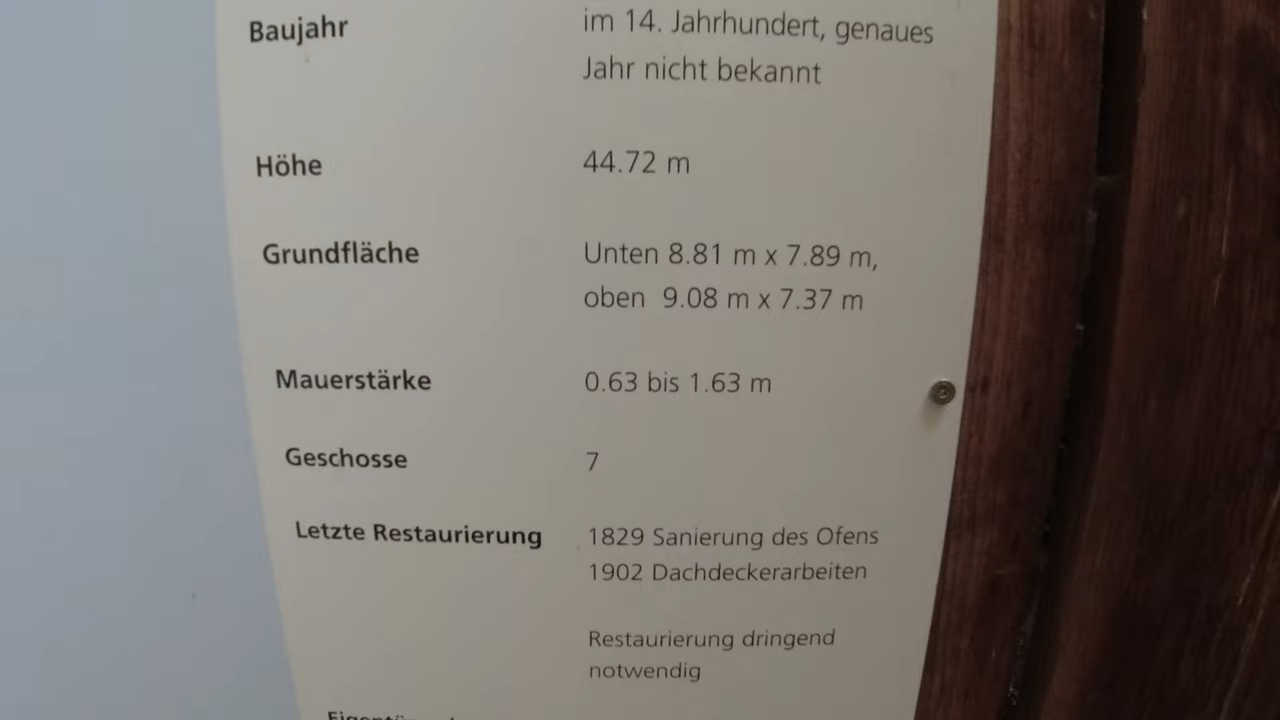 Baujahr im 14. Jahrhundert, genaues
Jahr nicht bekannt
Höhe 44.72 m
Grundfläche Unten 8.81 m x 7.89 m,
oben 9.08 m x 7.37 m
Mauerstärke 0.63 bis 1.63 m
Geschosse 7
Letzte Restaurierung 1829 Sanierung des Ofens
1902 Dachdeckerarbeiten
Restaurierung dringend
notwendig